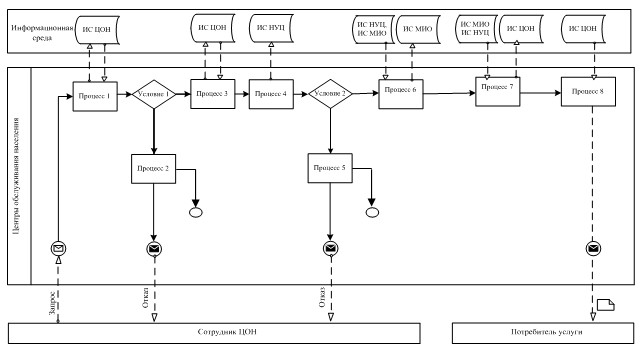 Информационная
среда
ИС ЦОН
ИС ЦОН
ИС НУЦ
ИС НУЦ,
ИС МИО
ИС МИО
ИС МИО
ИС НУЦ
ИС ЦОН
ИС ЦОН
Центры обслуживания населения
Процесс 1
Условие 1
Процесс 3
Процесс 4
Условие 2
Процесс 6
Процесс 7
Процесс 8
Процесс 2
Процесс 5
Запрос
Отказ
Отказ
Сотрудник ЦОН
Потребитель услуги